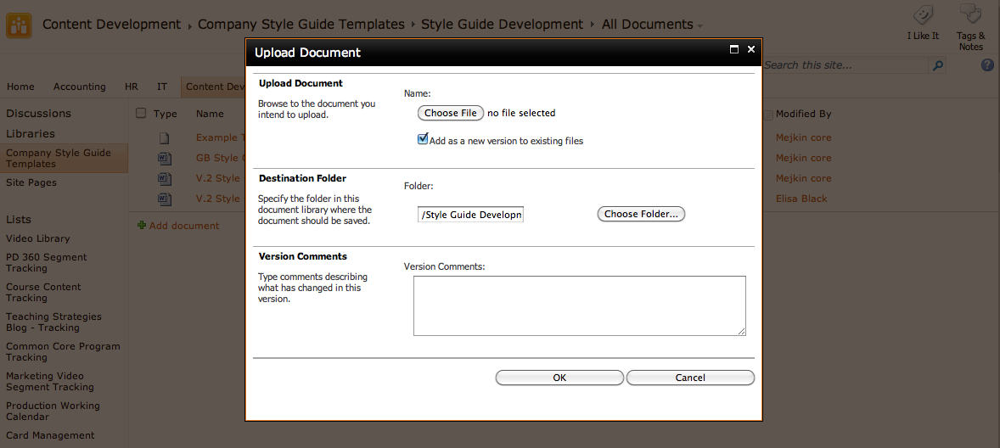 Content Development ▸ Company Style Guide Templates ▸ Style Guide Development ▸ All Documents
I Like It
Tags &
Notes
Search this site...
Home Accounting HR IT Content Dev
Upload Document
Upload Document
Browse to the document you
intend to upload.
Name:
Choose File no file selected
Add as a new version to existing files
Destination Folder
Specify the folder in this
document library where the
document should be saved.
Folder:
/Style Guide Developm
Choose Folder...
Version Comments
Type comments describing
what has changed in this
version.
Version Comments:
OK Cancel
Discussions
Libraries
Company Style Guide
Templates
Site Pages
Lists
Video Library
PD 360 Segment
Tracking
Course Content
Tracking
Teaching Strategies
Blog - Tracking
Common Core Program
Tracking
Marketing Video
Segment Tracking
Production Working
Calendar
Card Management
Type Name Modified By
Example Mejkin core
GB Style Mejkin core
V.2 Style Mejkin core
V.2 Style Elisa Black
Add document